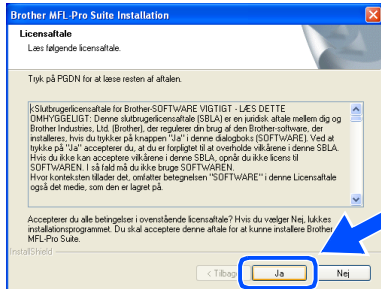 Brother MFL-Pro Suite Installation
Licensaftale
Læs følgende licensaftale.
Tryk på PGDN for at læse resten af aftalen.
<Slutbrugerlicensaftale for Brother-SOFTWARE VIGTIGT - LÆS DETTE
OMHYGGELIGT: Denne slutbrugerlicensaftale (SBLA) er en juridisk aftale mellem dig og
Brother Industries, Ltd. (Brother), der regulerer din brug af den Brother-software, der
installeres, hvis du trykker på knappen "Ja" i denne dialogboks (SOFTWARE). Ved at
trykke på "Ja" accepterer du, at du er forpligtet til at overholde vilkårene i denne SBLA.
Hvis du ikke kan acceptere vilkårene i denne SBLA, opnår du ikke licens til
SOFTWAREN. I så fald må du ikke bruge SOFTWAREN.
Hvor konteksten tillader det, omfatter betegnelsen "SOFTWARE" i denne Licensaftale
også det medie, som den er lagret på.
Accepterer du alle betingelser i ovenstående licensaftale? Hvis du vælger Nej, lukkes
installationsprogrammet. Du skal acceptere denne aftale for at kunne installere Brother
MFL-Pro Suite.
InstallShield
< Tilbage Ja Nej